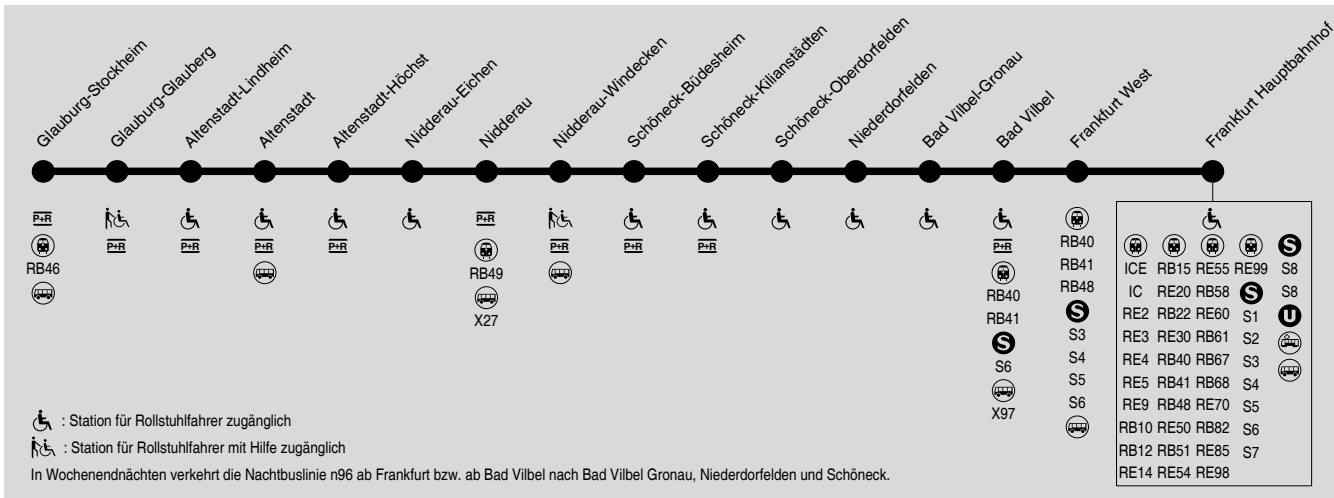 Glauburg-Stockheim
Glauburg-Glauberg
Altenstadt-Lindheim
Altenstadt
Altenstadt-Höchst
Nidderau-Eichen
Nidderau
Nidderau-Windecken
Schöneck-Büdesheim
Schöneck-Kilianstädten
Schöneck-Oberdorfelden
Niederdorfelden
Bad Vilbel-Gronau
Bad Vilbel
Frankfurt West
Frankfurt Hauptbahnhof
P+R
RB46
P+R
P+R
P+R
P+R
P+R
RB49
X27
P+R
P+R
P+R
P+R
RB40
RB41
S
S6
X97
RB40
RB41
RB48
S
S3
S4
S5
S6
S
ICE RB15 RE55 RE99 S8
IC RE20 RB58 S S8
RE2 RB22 RE60 S1 U
RE3 RE30 RB61 S2
RE4 RB40 RB67 S3
RE5 RB41 RB68 S4
RE9 RB48 RE70 S5
RB10 RE50 RB82 S6
RB12 RB51 RE85 S7
RE14 RE54 RE98
: Station für Rollstuhlfahrer zugänglich
: Station für Rollstuhlfahrer mit Hilfe zugänglich
In Wochenendnächten verkehrt die Nachtbuslinie n96 ab Frankfurt bzw. ab Bad Vilbel nach Bad Vilbel Gronau, Niederdorfelden und Schöneck.